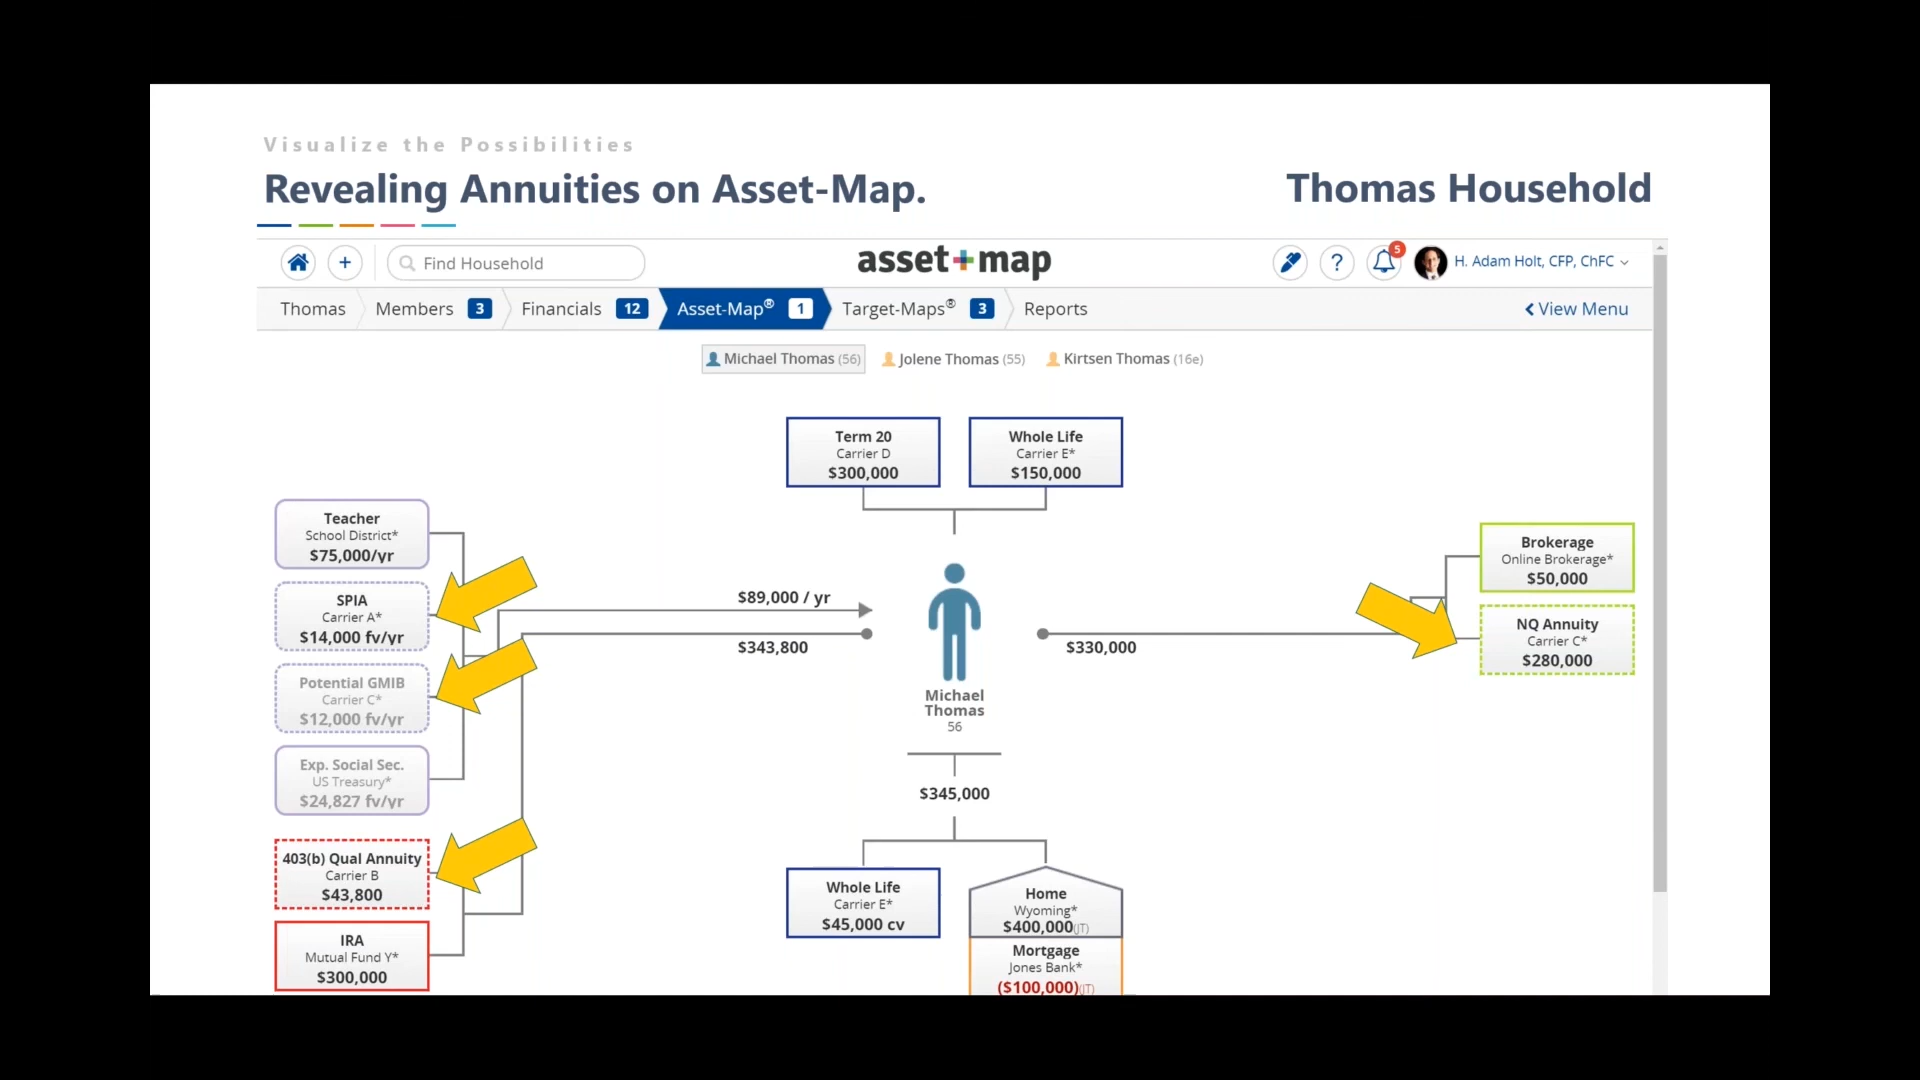 Visualize the Possibilities
Revealing Annuities on Asset-Map.
Thomas Household
Find Household
asset+map
?
5
H. Adam Holt, CFP, ChFC
Thomas
Members 3
Financials 12
Asset-Map® 1
Target-Maps® 3
Reports
View Menu
Michael Thomas (56)
Jolene Thomas (55)
Kirtsen Thomas (16e)
Term 20
Carrier D
$300,000
Whole Life
Carrier E*
$150,000
Teacher
School District*
$75,000/yr
SPIA
Carrier A*
$14,000 fv/yr
Potential GMIB
Carrier C*
$12,000 fv/yr
Exp. Social Sec.
US Treasury*
$24,827 fv/yr
403(b) Qual Annuity
Carrier B
$43,800
IRA
Mutual Fund Y*
$300,000
$89,000 / yr
$343,800
Michael
Thomas
56
$330,000
Brokerage
Online Brokerage*
$50,000
NQ Annuity
Carrier C*
$280,000
$345,000
Whole Life
Carrier E*
$45,000 cv
Home
Wyoming*
$400,000(JT)
Mortgage
Jones Bank*
($100,000)(JT)